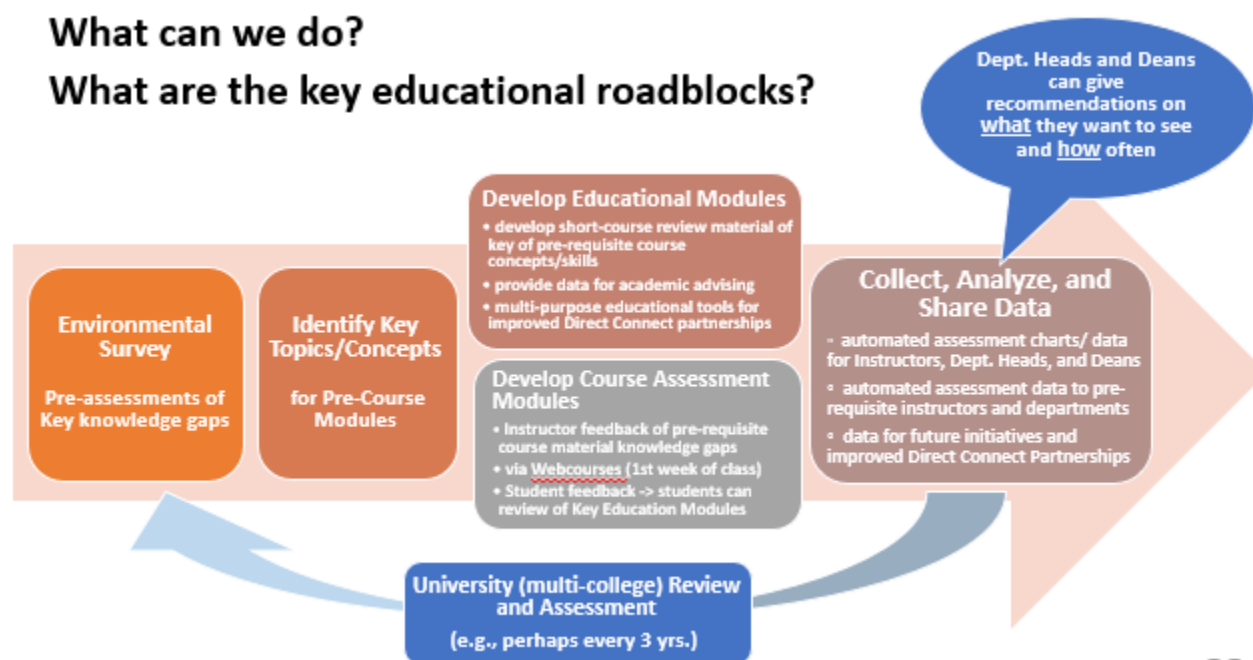 What can we do?
What are the key educational roadblocks?
Dept. Heads and Deans
can give
recommendations on
what they want to see
and how often
Environmental
Survey
Pre-assessments of
Key knowledge gaps
Identify Key
Topics/Concepts
for Pre-Course
Modules
Develop Educational Modules
• develop short-course review material of
key of pre-requisite course
concepts/skills
• provide data for academic advising
• multi-purpose educational tools for
improved Direct Connect partnerships
Develop Course Assessment
Modules
• Instructor feedback of pre-requisite
course material knowledge gaps
• via Webcourses (1st week of class)
• Student feedback -> students can
review of Key Education Modules
Collect, Analyze, and
Share Data
▫ automated assessment charts/ data
for Instructors, Dept. Heads, and Deans
▫ automated assessment data to pre-
requisite instructors and departments
▫ data for future initiatives and
improved Direct Connect Partnerships
University (multi-college) Review
and Assessment
(e.g., perhaps every 3 yrs.)